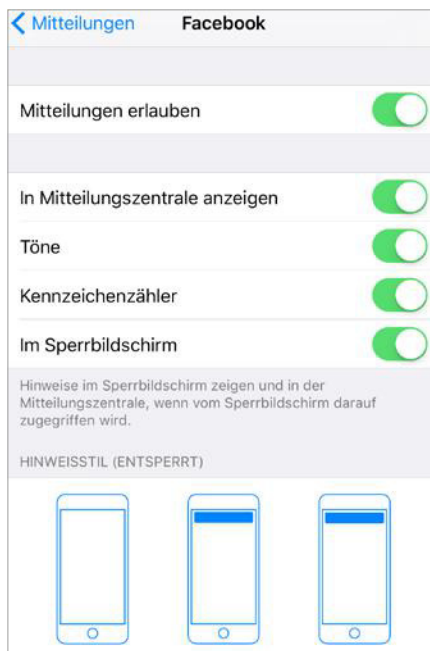 Mitteilungen Facebook
Mitteilungen erlauben
In Mitteilungszentrale anzeigen
Töne
Kennzeichenzähler
Im Sperrbildschirm
Hinweise im Sperrbildschirm zeigen und in der
Mitteilungszentrale, wenn vom Sperrbildschirm darauf
zugegriffen wird.
HINWEISSTIL (ENTSPERRT)